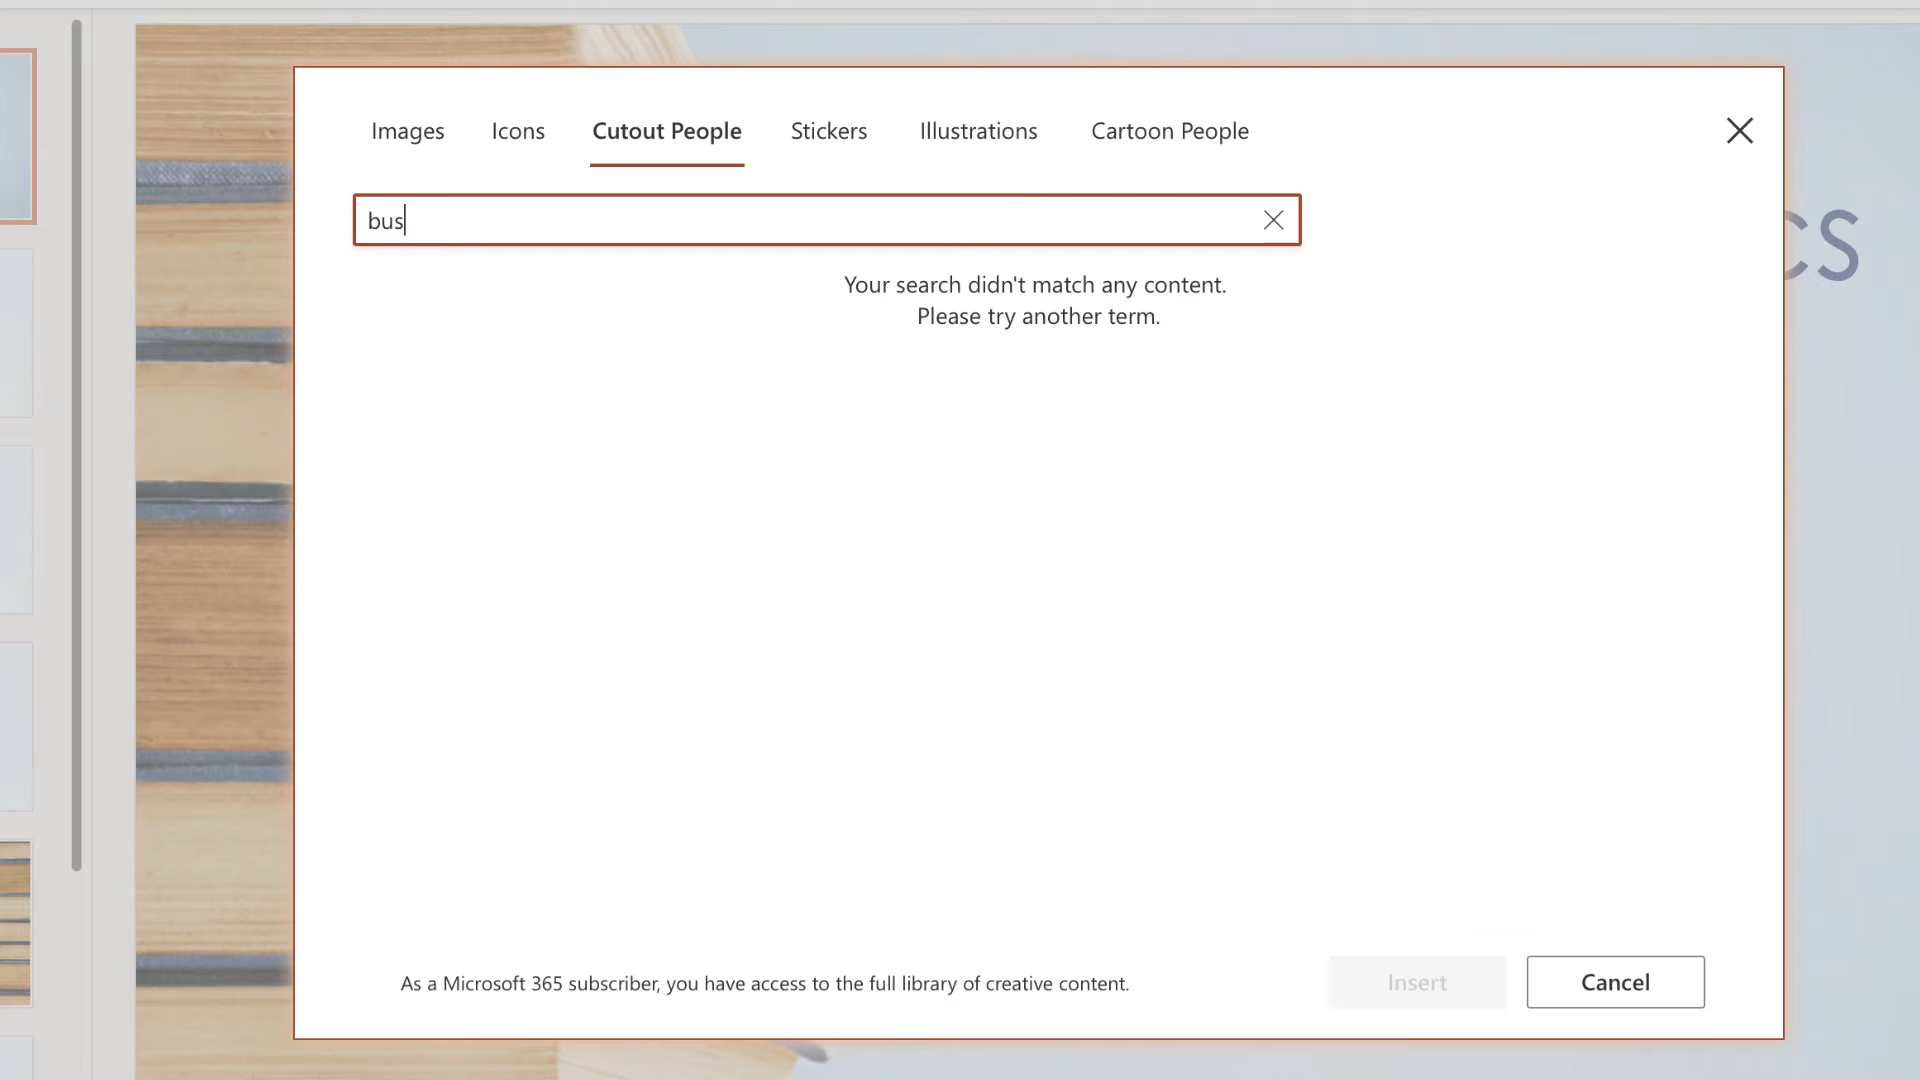 Images Icons Cutout People Stickers Illustrations Cartoon People
bus
CS
Your search didn't match any content.
Please try another term.
As a Microsoft 365 subscriber, you have access to the full library of creative content. Insert Cancel